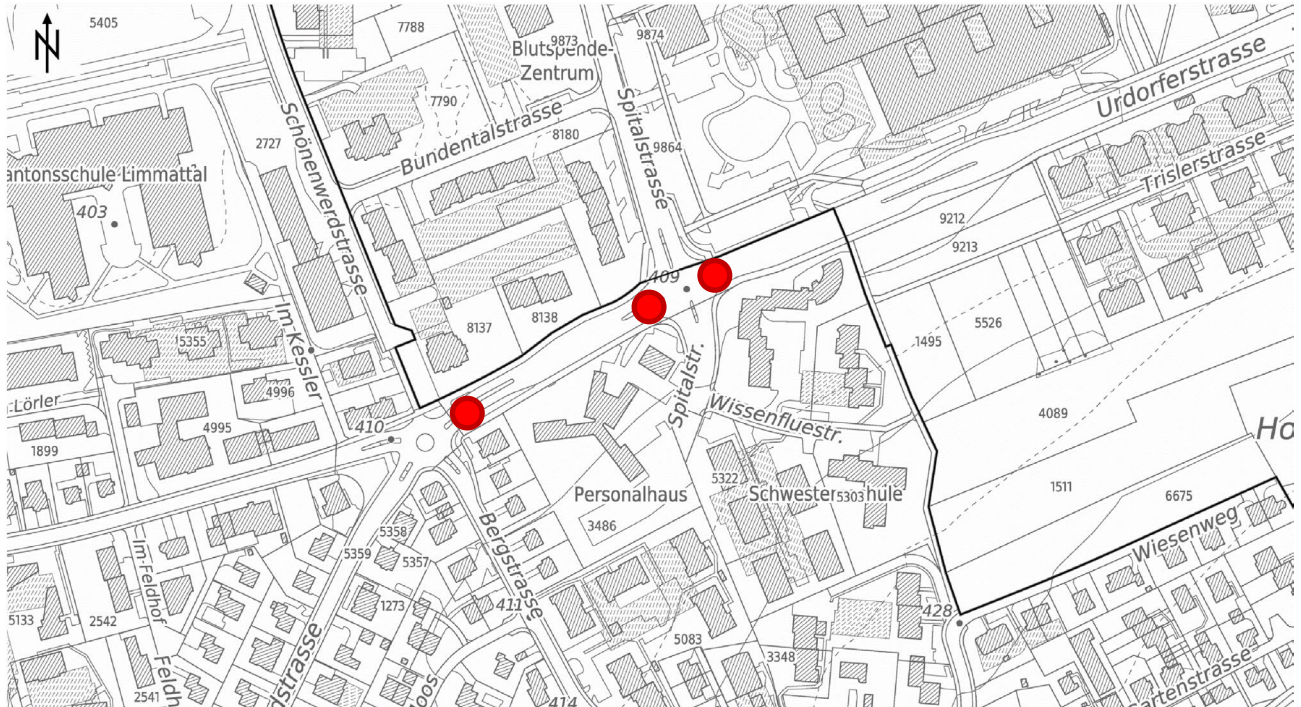 N
5405
7788
9873
9874
Blutspende-
Zentrum
7790
Urdorferstrasse
Spitalstrasse
Bundentalstrasse
8180
Schönenwerdstrasse
2727
9864
Trislerstrasse
antonsschule Limmattal
403
9212
9213
409
8137
8138
5526
1495
5355
Im-Kessler
4996
Spitalstr.
Wissenfluestr.
-Lörler
4995
410
4089
Ho
1899
5322
Personalhaus
Schwestern
5303
hule
1511
6675
3486
Bergstrasse
5358
5359
5357
Wiesenweg
Im-Feldhof
1273
411
428
5133
2542
5083
3348
2541
Feldh
dstrasse
oos
414
artenstrasse